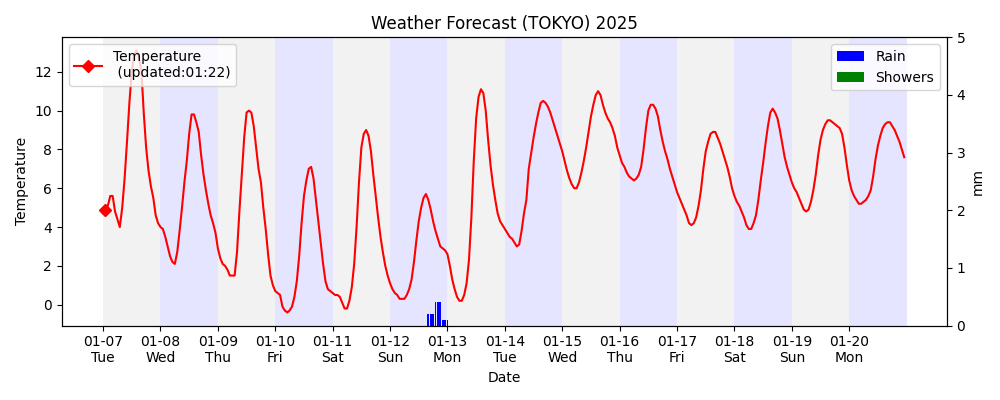 Weather Forecast (TOKYO) 2025
Temperature
(updated:01:22)
Rain
Showers
Temperature
12
10
8
6
4
2
0
5
4
3
2
1
0
mm
01-07 01-08 01-09 01-10 01-11 01-12 01-13 01-14 01-15 01-16 01-17 01-18 01-19 01-20
Tue Wed Thu Fri Sat Sun Mon Tue Wed Thu Fri Sat Sun Mon
Date